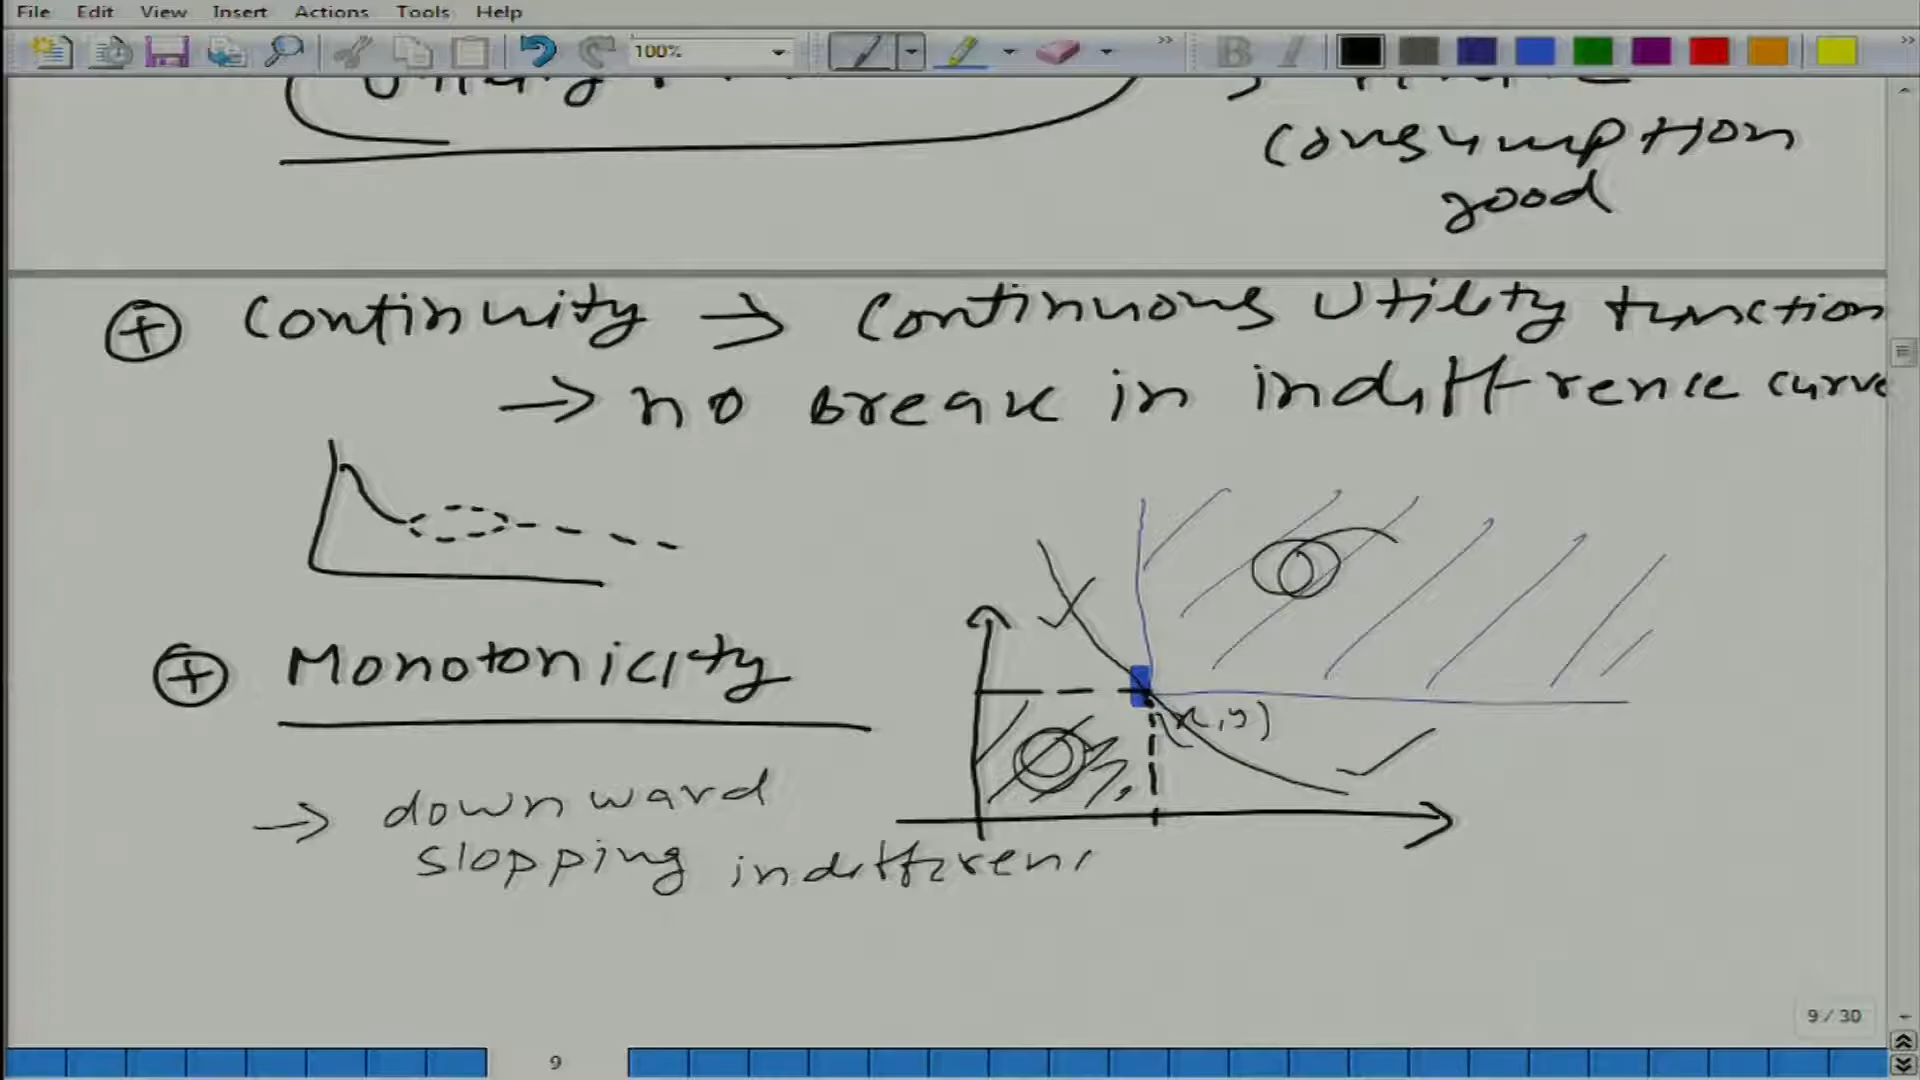 File Edit View Insert Actions Tools Help
100%
consumption
good
+ Continuity → Continuous Utility function
→ no break in indiffrence curve
+ Monotonicity
(x,y)
→ downward
slopping indifferen
9 / 30
9